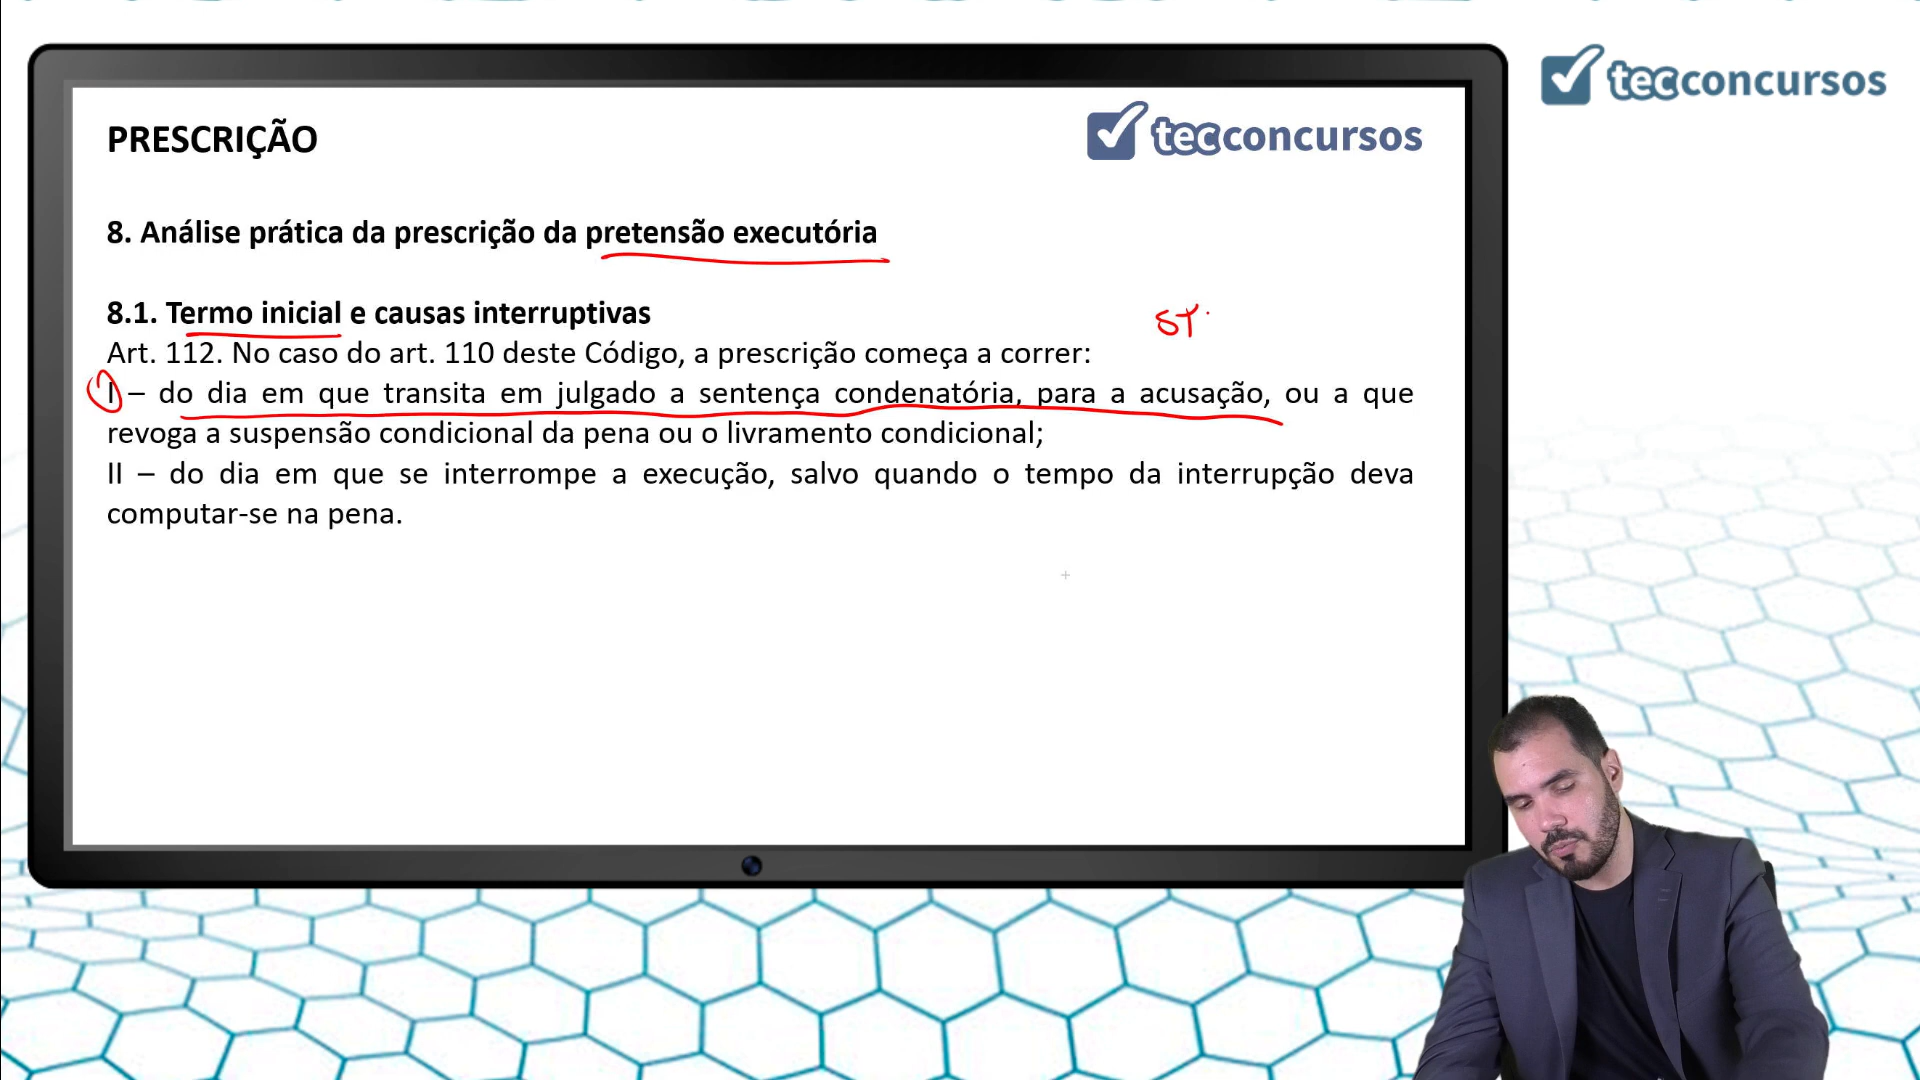 tecconcursos
PRESCRIÇÃO
tecconcursos
8. Análise prática da prescrição da pretensão executória
8.1. Termo inicial e causas interruptivas
ST
Art. 112. No caso do art. 110 deste Código, a prescrição começa a correr:
I – do dia em que transita em julgado a sentença condenatória, para a acusação, ou a que
revoga a suspensão condicional da pena ou o livramento condicional;
II – do dia em que se interrompe a execução, salvo quando o tempo da interrupção deva
computar-se na pena.